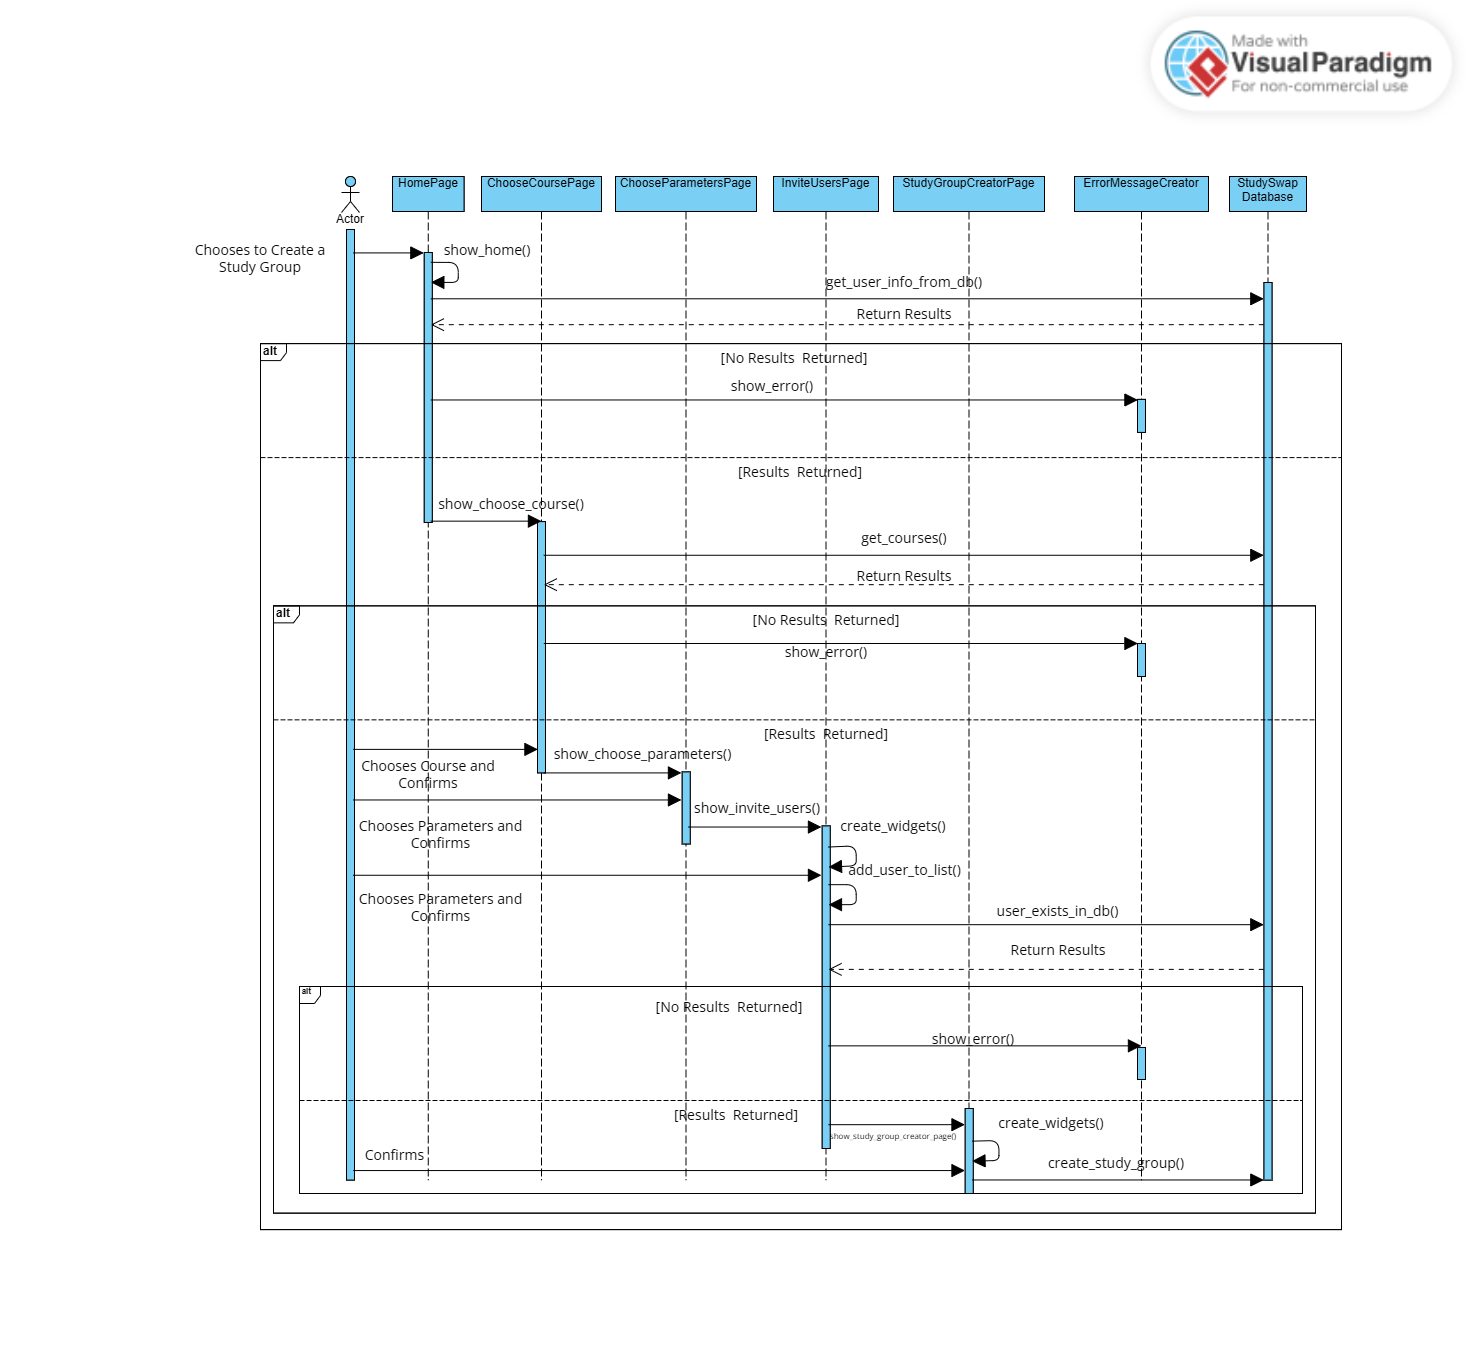 Made with
Visual Paradigm
For non-commercial use
Actor
HomePage
ChooseCoursePage
ChooseParametersPage
InviteUsersPage
StudyGroupCreatorPage
ErrorMessageCreator
StudySwap
Database
Chooses to Create a
Study Group
show_home()
get_user_info_from_db()
Return Results
alt
[No Results  Returned]
show_error()
[Results  Returned]
show_choose_course()
get_courses()
Return Results
alt
[No Results  Returned]
show_error()
[Results  Returned]
show_choose_parameters()
Chooses Course and
Confirms
show_invite_users()
Chooses Parameters and
Confirms
create_widgets()
add_user_to_list()
Chooses Parameters and
Confirms
user_exists_in_db()
Return Results
alt
[No Results  Returned]
show_error()
[Results  Returned]
show_study_group_creator_page()
create_widgets()
Confirms
create_study_group()